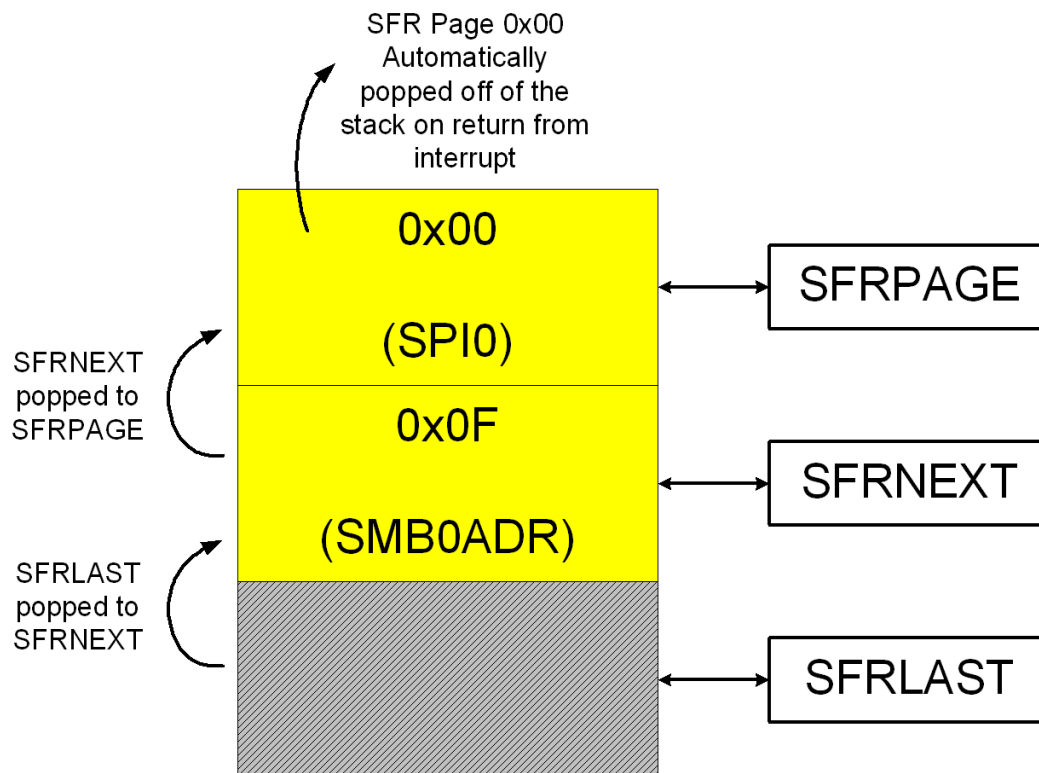 SFR Page 0x00
Automatically
popped off of the
stack on return from
interrupt
0x00
(SPI0)
SFRPAGE
SFRNEXT
popped to
SFRPAGE
0x0F
(SMB0ADR)
SFRNEXT
SFRLAST
popped to
SFRNEXT
SFRLAST